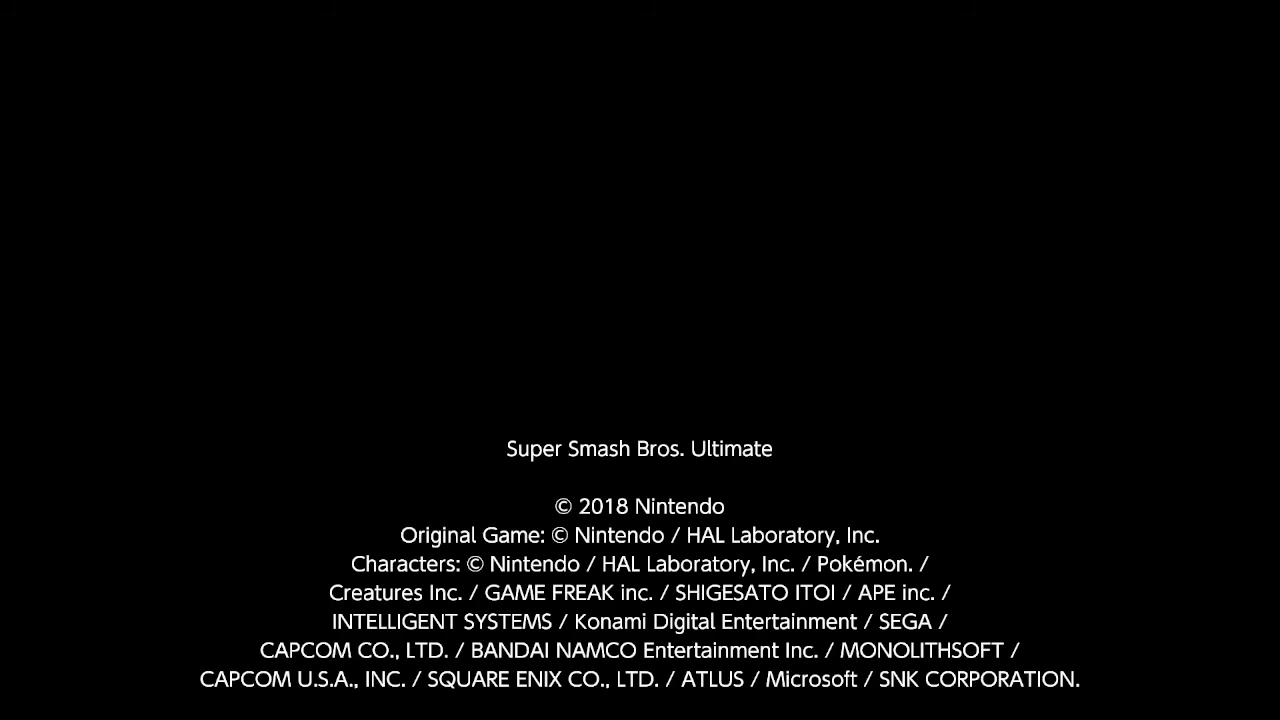 Super Smash Bros. Ultimate
© 2018 Nintendo
Original Game: © Nintendo / HAL Laboratory, Inc.
Characters: © Nintendo / HAL Laboratory, Inc. / Pokémon. /
Creatures Inc. / GAME FREAK inc. / SHIGESATO ITOI / APE inc. /
INTELLIGENT SYSTEMS / Konami Digital Entertainment / SEGA /
CAPCOM CO., LTD. / BANDAI NAMCO Entertainment Inc. / MONOLITHSOFT /
CAPCOM U.S.A., INC. / SQUARE ENIX CO., LTD. / ATLUS / Microsoft / SNK CORPORATION.